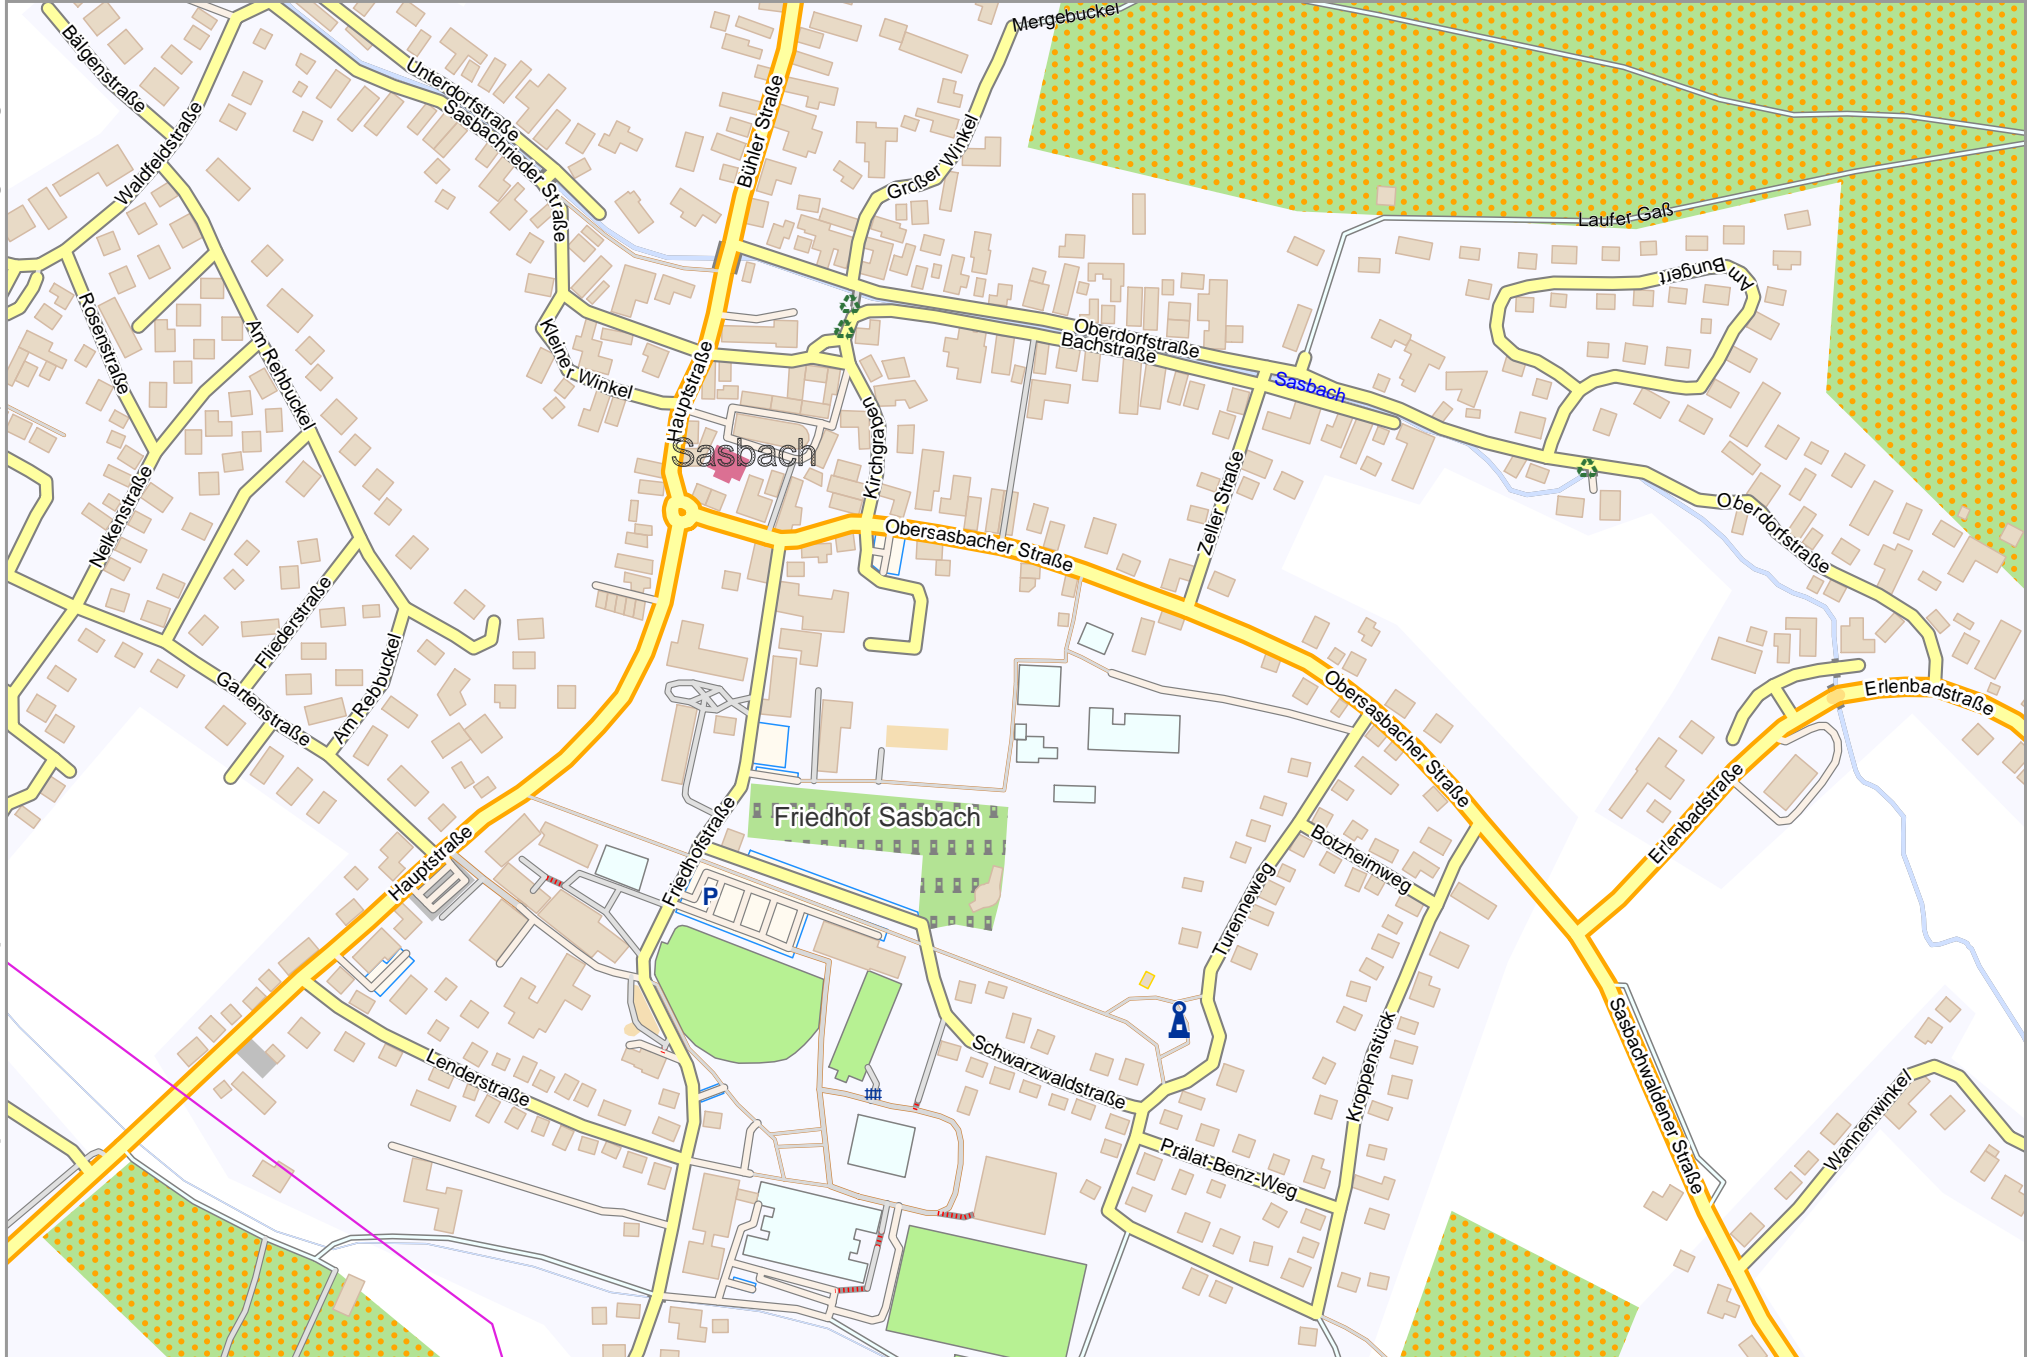 Mergebuckel
Bälgenstraße
Unterdorfstraße
Sasbachrieder Straße
Bühler Straße
Waldfeldstraße
Großer Winkel
Laufer Gaß
Am Bungert
Rosenstraße
Am Rehbuckel
Kleiner Winkel
Hauptstraße
Oberdorfstraße
Bachstraße
Sasbach
Kirchgraben
Sasbach
Nelkenstraße
Zeller Straße
Oberdorfstraße
Obersasbacher Straße
Fliederstraße
Gartenstraße
Am Rebbuckel
Obersasbacher Straße
Erlenbadstraße
Erlenbadstraße
Friedhof Sasbach
Hauptstraße
Friedhofstraße
P
Botzheimweg
Turenneweg
Lenderstraße
Schwarzwaldstraße
Kroppenstück
Sasbachwaldener Straße
Wannenwinkel
Prälat-Benz-Weg